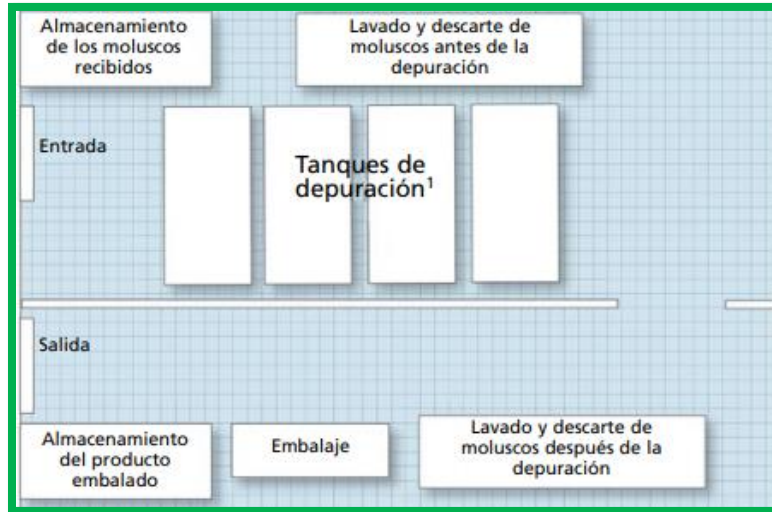 Almacenamiento
de los moluscos
recibidos
Lavado y descarte de
moluscos antes de la
depuración
Entrada
Tanques de
depuración¹
Salida
Almacenamiento
del producto
embalado
Embalaje
Lavado y descarte de
moluscos después de la
depuración